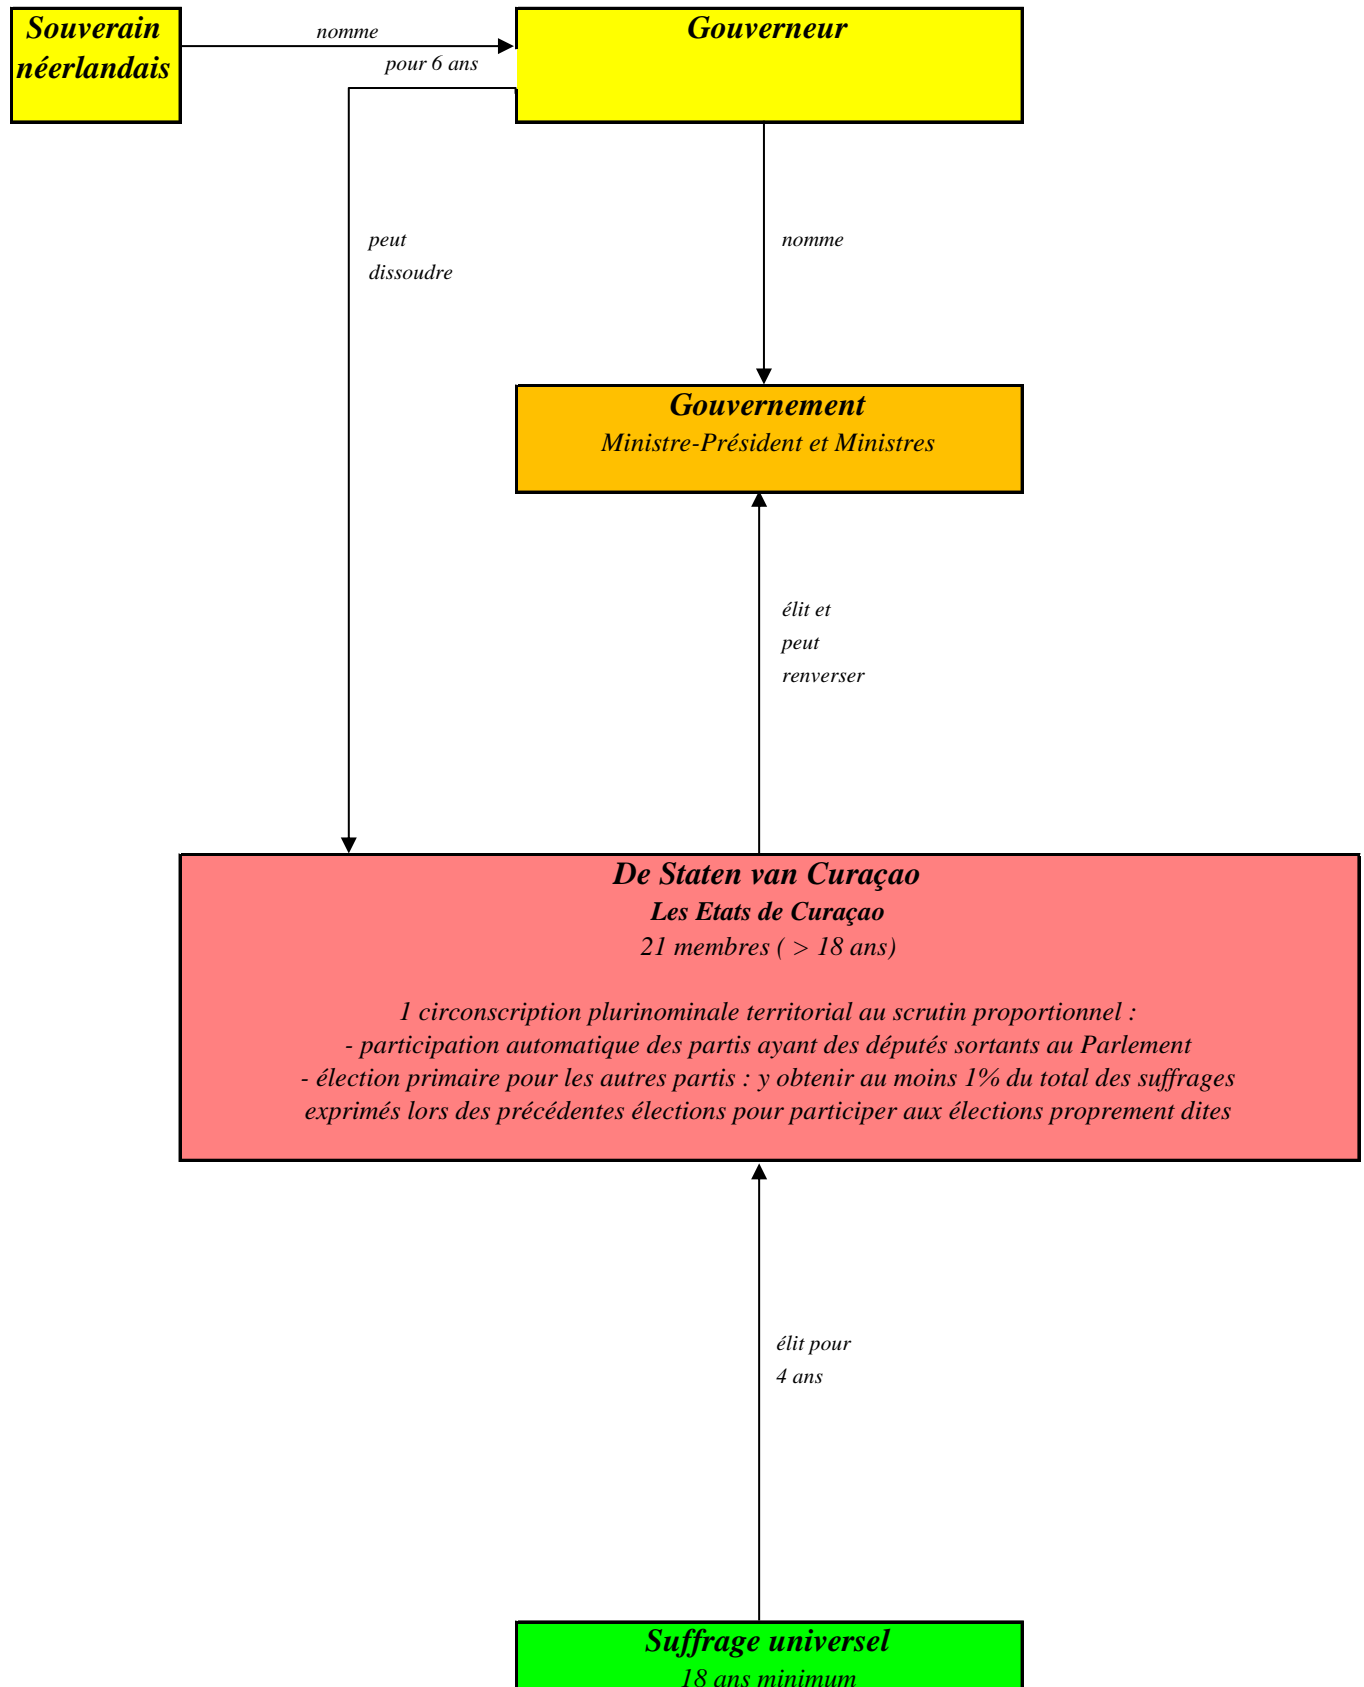 Souverain
néerlandais
nomme
pour 6 ans
Gouverneur
peut
dissoudre
nomme
Gouvernement
Ministre-Président et Ministres
élit et
peut
renverser
De Staten van Curaçao
Les Etats de Curaçao
21 membres ( > 18 ans)
1 circonscription plurinominale territorial au scrutin proportionnel :
- participation automatique des partis ayant des députés sortants au Parlement
- élection primaire pour les autres partis : y obtenir au moins 1% du total des suffrages
exprimés lors des précédentes élections pour participer aux élections proprement dites
élit pour
4 ans
Suffrage universel
18 ans minimum